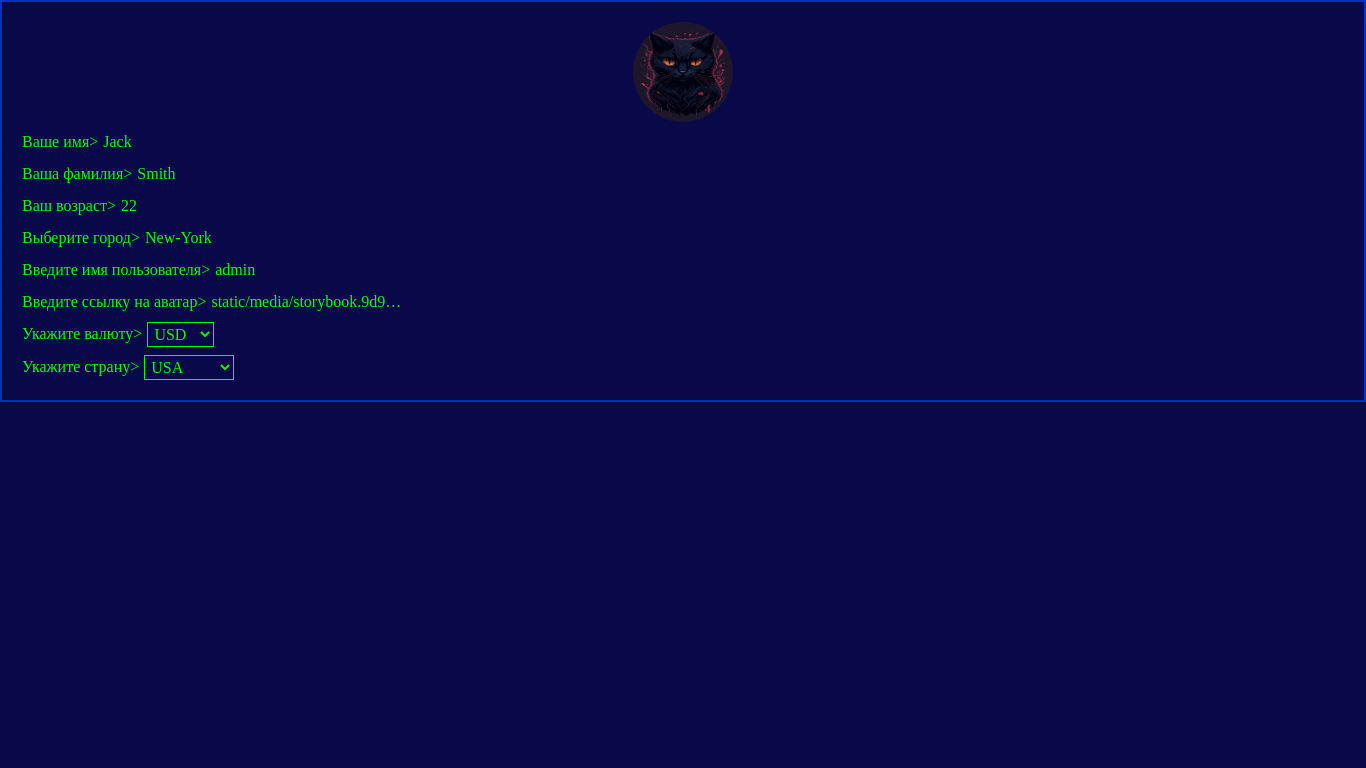 Ваше имя> Jack
Ваша фамилия> Smith
Ваш возраст> 22
Выберите город> New-York
Введите имя пользователя> admin
Введите ссылку на аватар> static/media/storybook.9d9…
Укажите валюту> USD
Укажите страну> USA